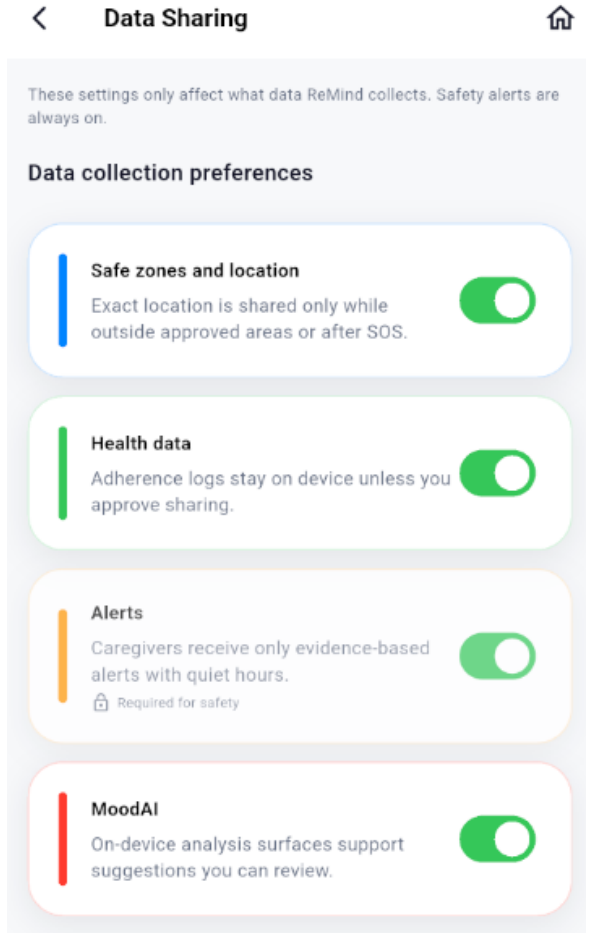 Data Sharing
These settings only affect what data ReMind collects. Safety alerts are
always on.
Data collection preferences
Safe zones and location
Exact location is shared only while
outside approved areas or after SOS.
Health data
Adherence logs stay on device unless you
approve sharing.
Alerts
Caregivers receive only evidence-based
alerts with quiet hours.
Required for safety
MoodAI
On-device analysis surfaces support
suggestions you can review.